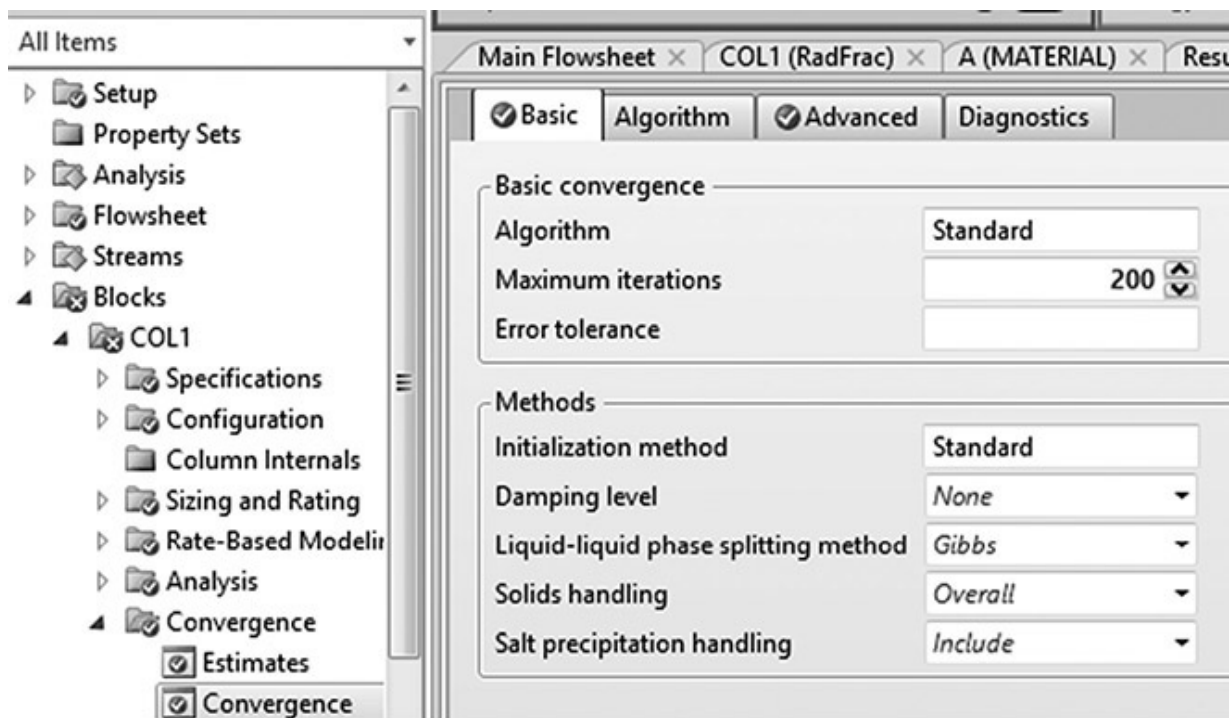 All Items
Setup
Property Sets
Analysis
Flowsheet
Streams
Blocks
COL1
Specifications
Configuration
Column Internals
Sizing and Rating
Rate-Based Modelin
Analysis
Convergence
Estimates
Convergence
Main Flowsheet × COL1 (RadFrac) × A (MATERIAL) × Resu
Basic Algorithm Advanced Diagnostics
Basic convergence
Algorithm Standard
Maximum iterations 200
Error tolerance
Methods
Initialization method Standard
Damping level None
Liquid-liquid phase splitting method Gibbs
Solids handling Overall
Salt precipitation handling Include